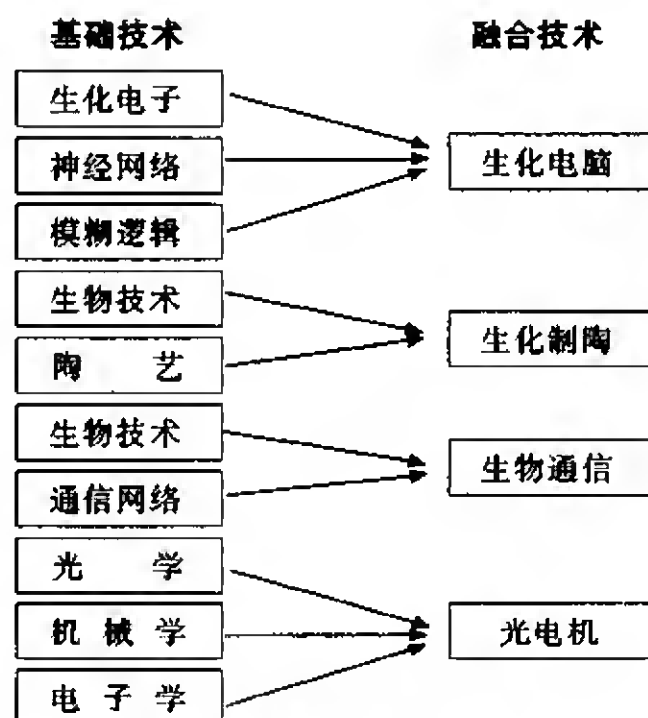 基础技术
融合技术
生化电子
神经网络
模糊逻辑
生化电脑
生物技术
陶艺
生化制陶
生物技术
通信网络
生物通信
光学
机械学
电子学
光电机